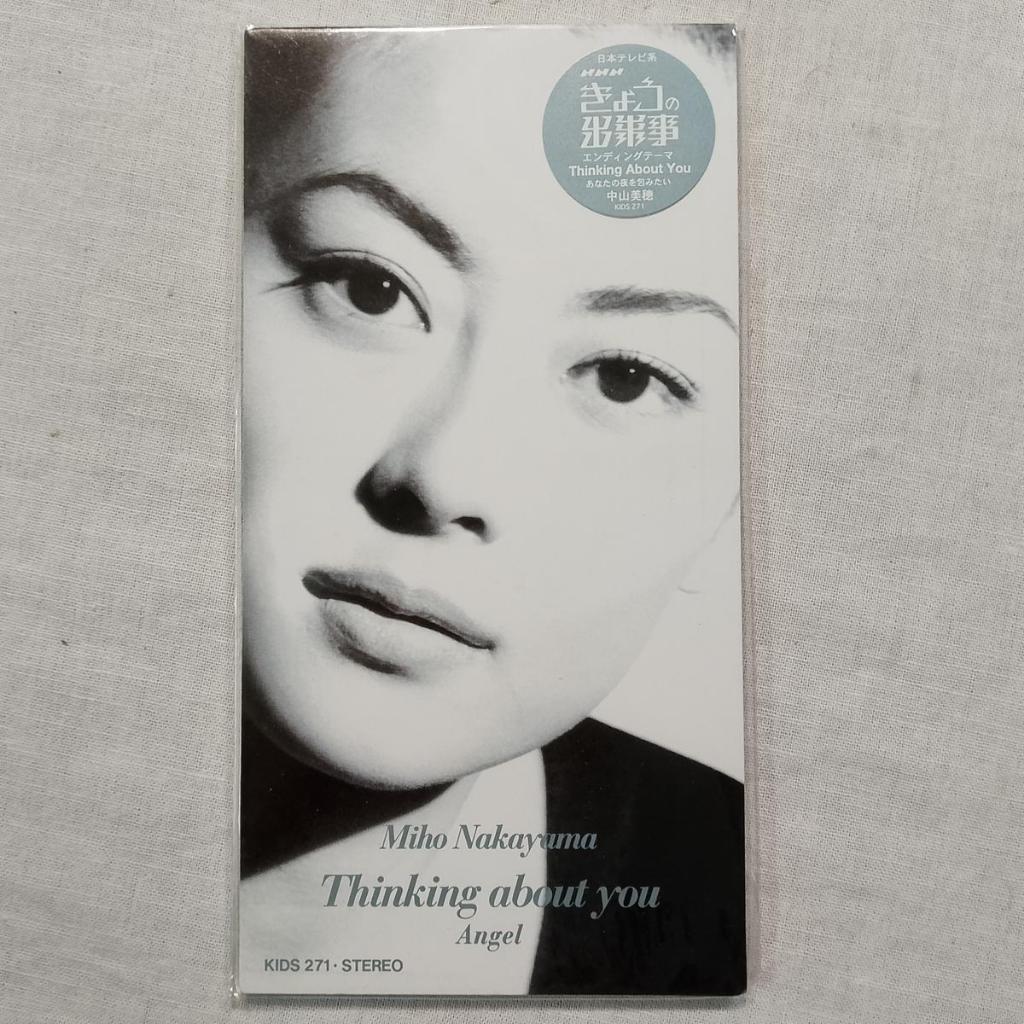 日本テレビ系
NNN
きょうの
出来事
エンディングテーマ
Thinking About You
あなたの夜を包みたい
中山美穂
KIDS 271
Miho Nakayama
Thinking about you
Angel
KIDS 271・STEREO